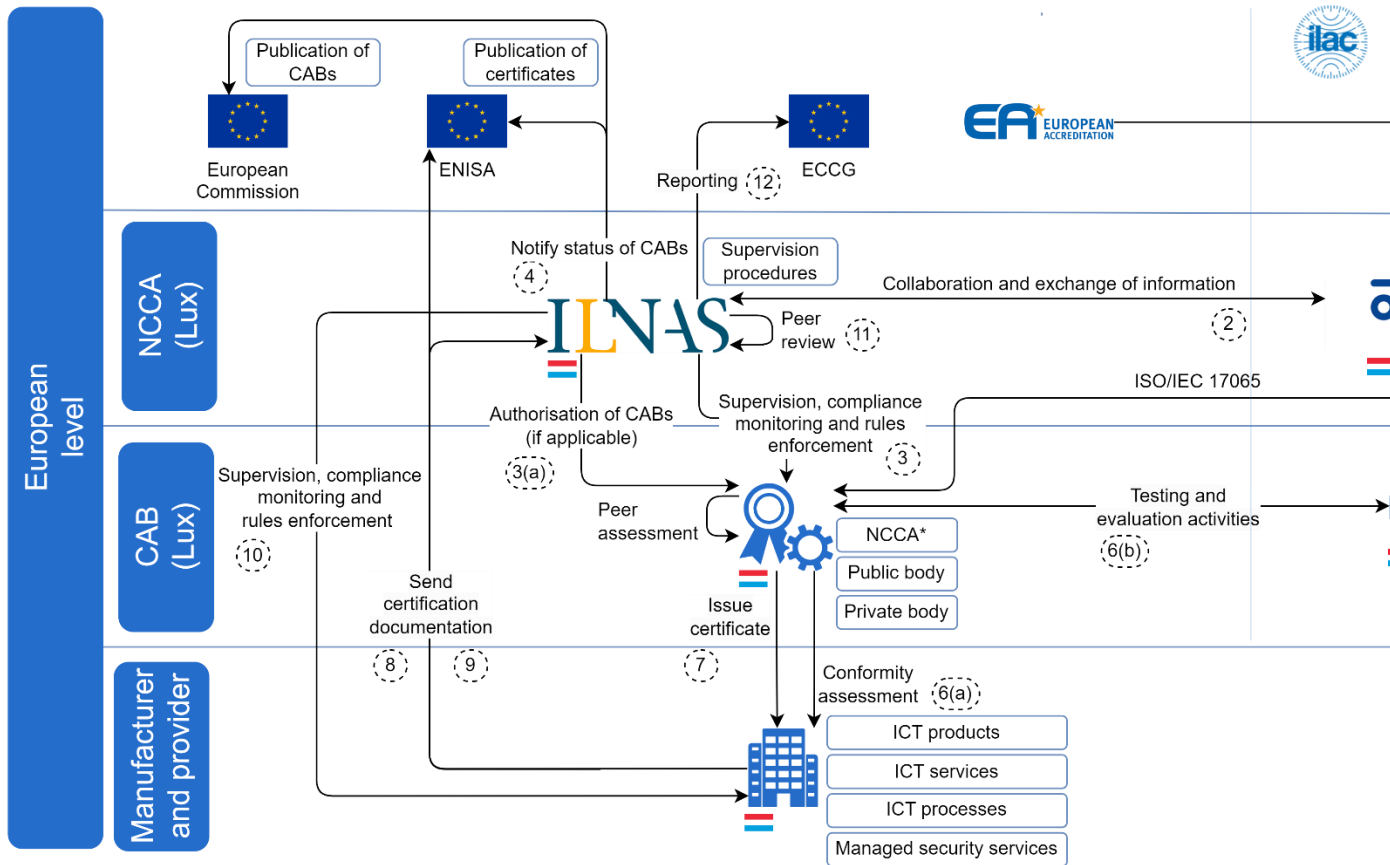 European
level
NCCA
(Lux)
CAB
(Lux)
Manufacturer
and provider
Publication of
CABs
Publication of
certificates
ilac
European
Commission
ENISA
ECCG
EA
EUROPEAN
ACCREDITATION
Reporting
12
Notify status of CABs
4
Supervision
procedures
ILNAS
Peer
review
11
Collaboration and exchange of information
2
ISO/IEC 17065
Authorisation of CABs
(if applicable)
3(a)
Supervision, compliance
monitoring and rules
enforcement
3
Supervision, compliance
monitoring and
rules enforcement
10
Peer
assessment
NCCA*
Public body
Private body
Testing and
evaluation activities
6(b)
Send
certification
documentation
8
9
Issue
certificate
7
Conformity
assessment
6(a)
ICT products
ICT services
ICT processes
Managed security services